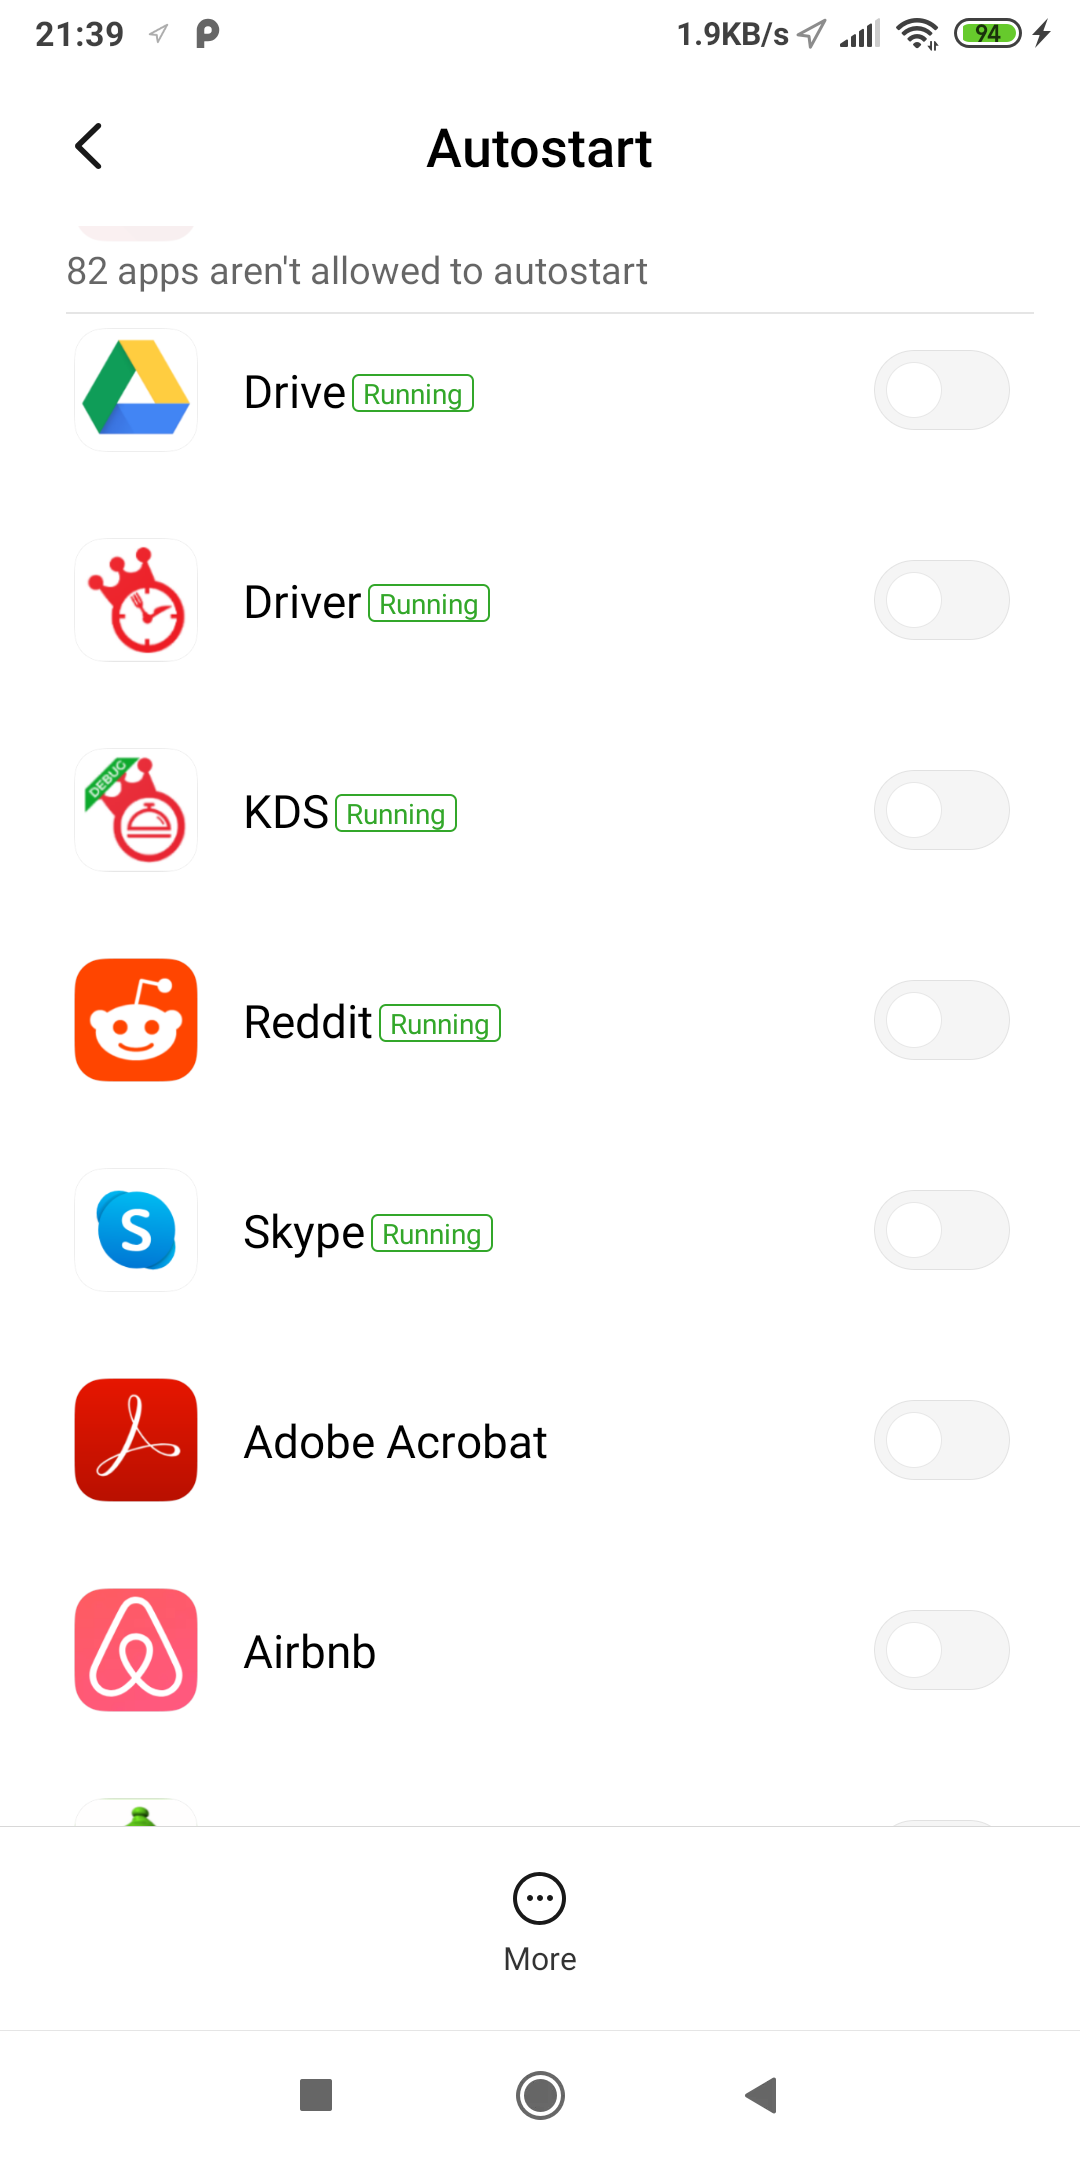 21:39 1.9KB/s 94
Autostart
82 apps aren't allowed to autostart
Drive Running
Driver Running
DEBUG
KDS Running
Reddit Running
Skype Running
Adobe Acrobat
Airbnb
More